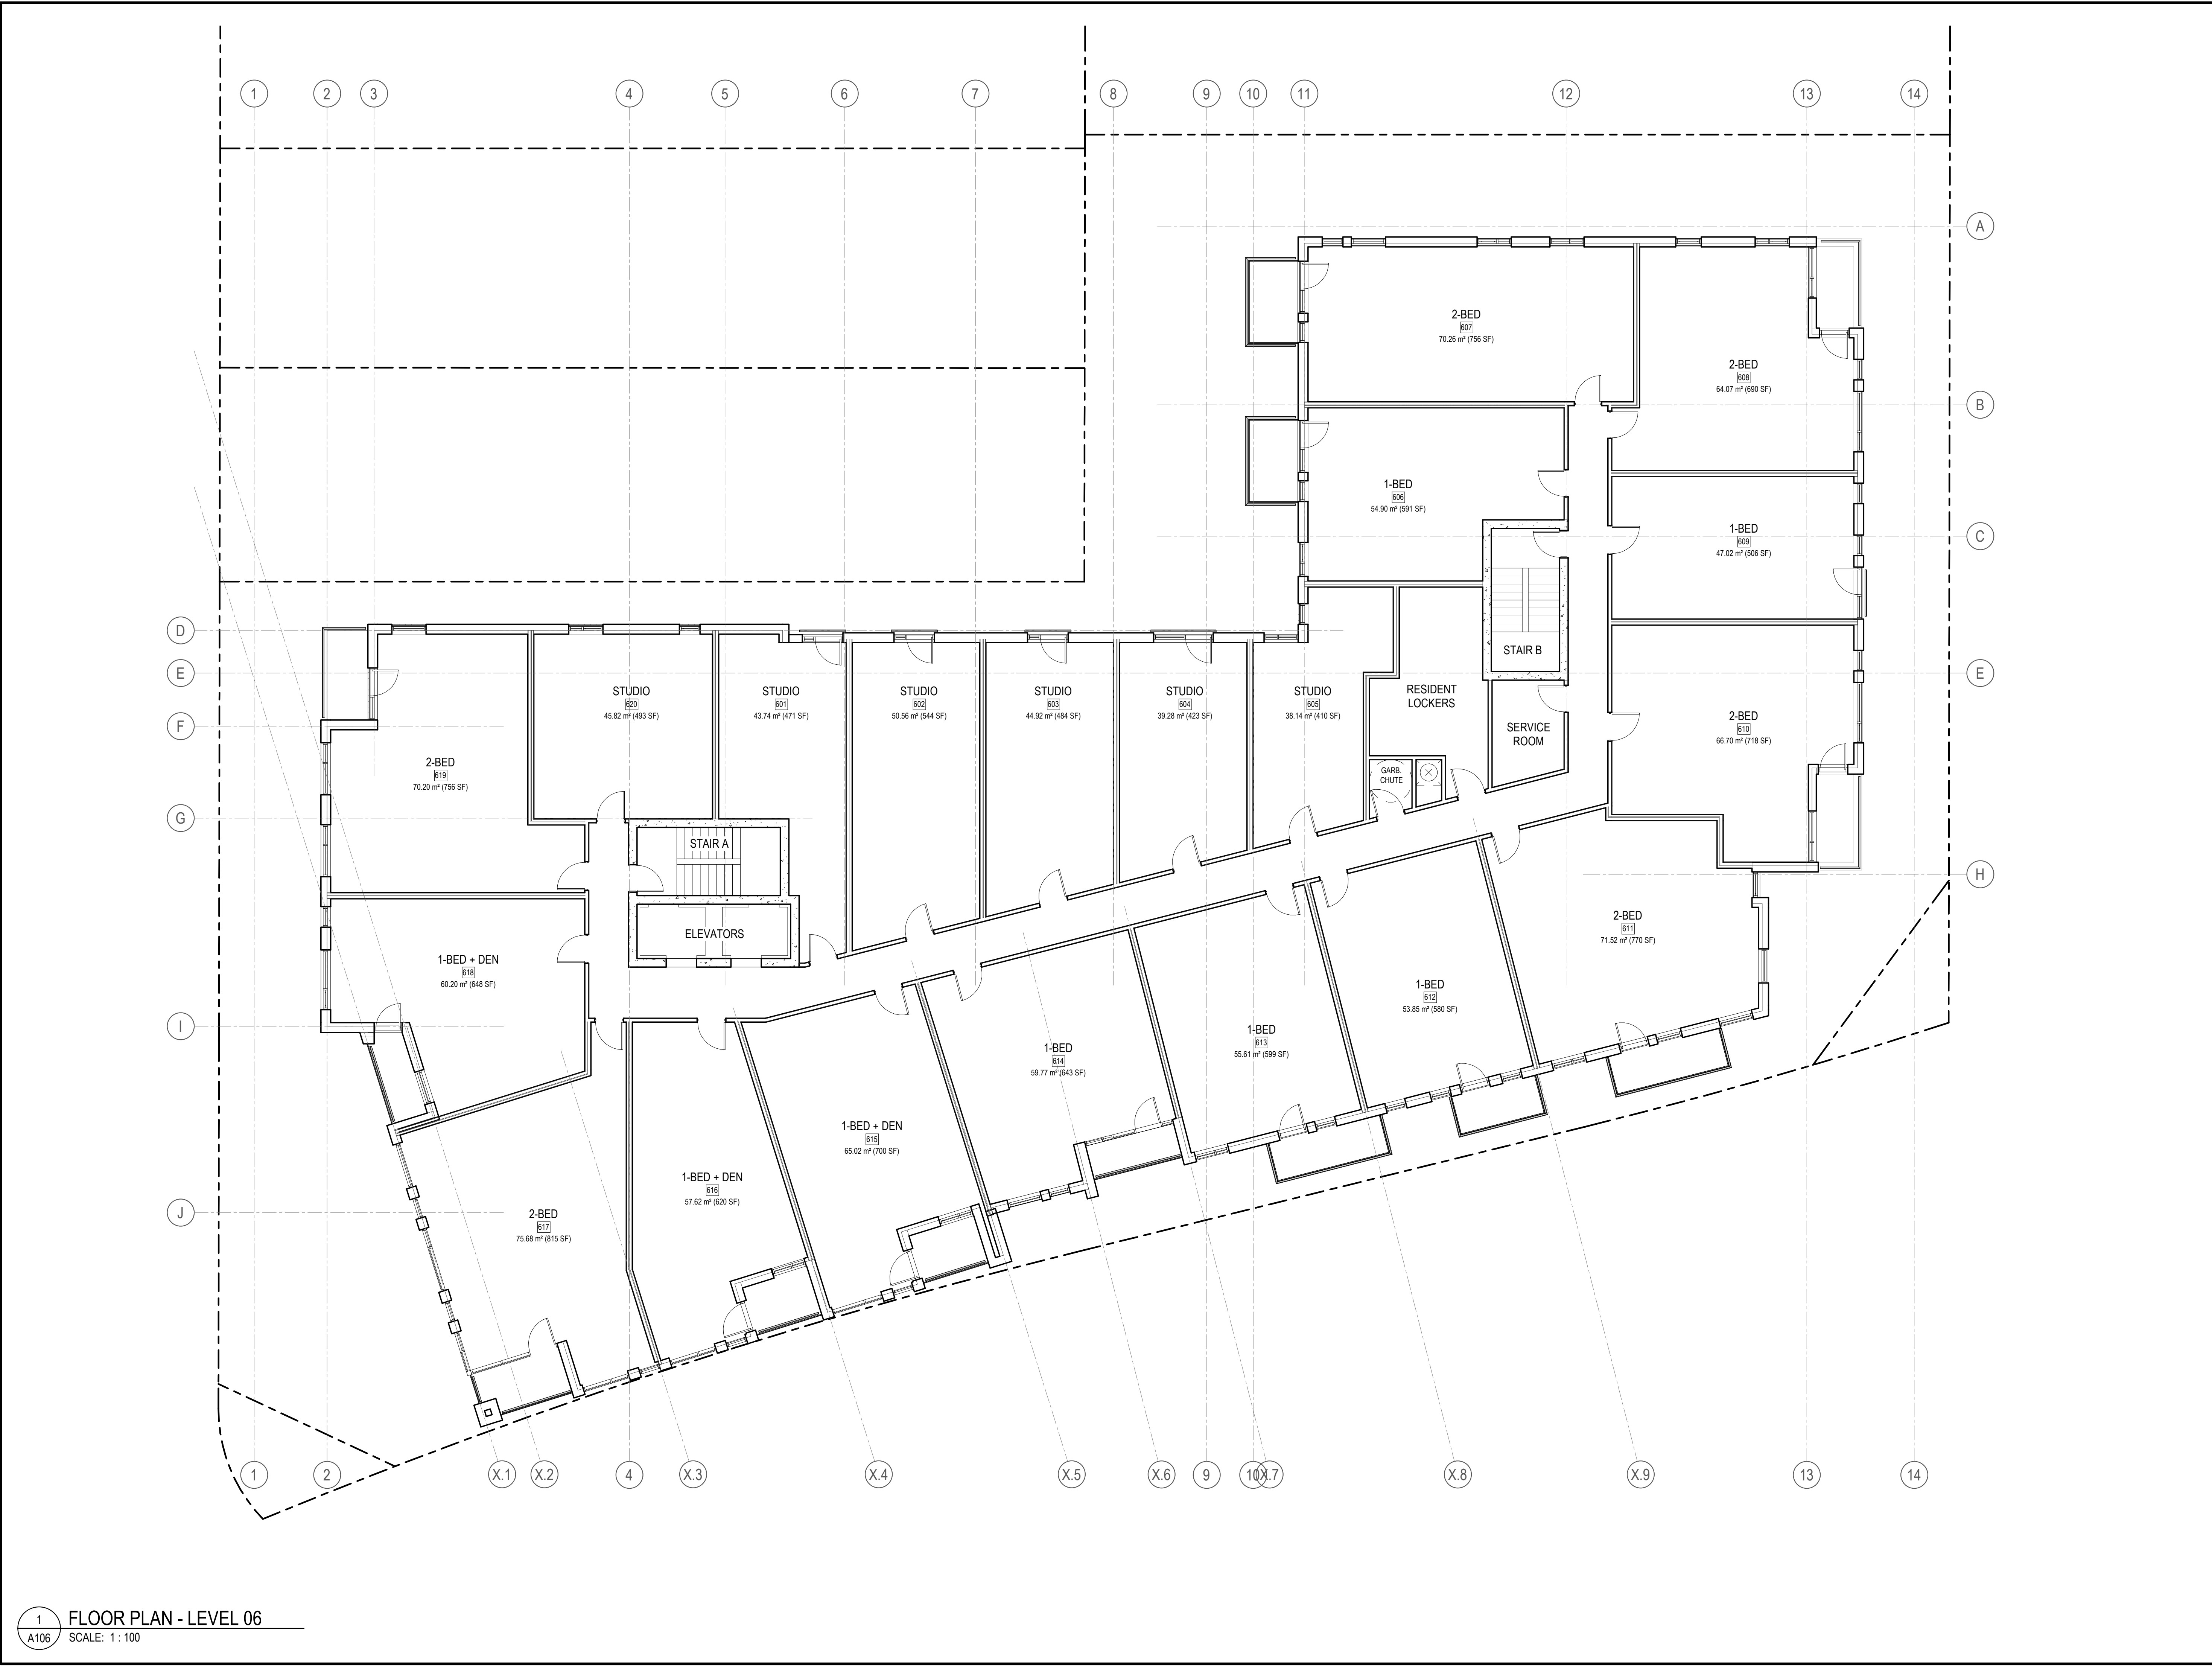 1
2
3
4
5
6
7
8
9
10
11
12
13
14
A
B
C
D
E
E
F
G
H
I
J
2-BED
607
70.26 m² (756 SF)
2-BED
608
64.07 m² (690 SF)
1-BED
606
54.90 m² (591 SF)
1-BED
609
47.02 m² (506 SF)
STAIR B
STUDIO
620
45.82 m² (493 SF)
STUDIO
601
43.74 m² (471 SF)
STUDIO
602
50.56 m² (544 SF)
STUDIO
603
44.92 m² (484 SF)
STUDIO
604
39.28 m² (423 SF)
STUDIO
605
38.14 m² (410 SF)
RESIDENT
LOCKERS
SERVICE
ROOM
2-BED
610
66.70 m² (718 SF)
2-BED
619
70.20 m² (756 SF)
GARB.
CHUTE
STAIR A
ELEVATORS
2-BED
611
71.52 m² (770 SF)
1-BED + DEN
618
60.20 m² (648 SF)
1-BED
612
53.85 m² (580 SF)
1-BED
613
55.61 m² (599 SF)
1-BED
614
59.77 m² (643 SF)
1-BED + DEN
615
65.02 m² (700 SF)
1-BED + DEN
616
57.62 m² (620 SF)
2-BED
617
75.68 m² (815 SF)
1
2
X.1
X.2
4
X.3
X.4
X.5
X.6
9
10
X.7
X.8
X.9
13
14
1
A106
FLOOR PLAN - LEVEL 06
SCALE: 1 : 100